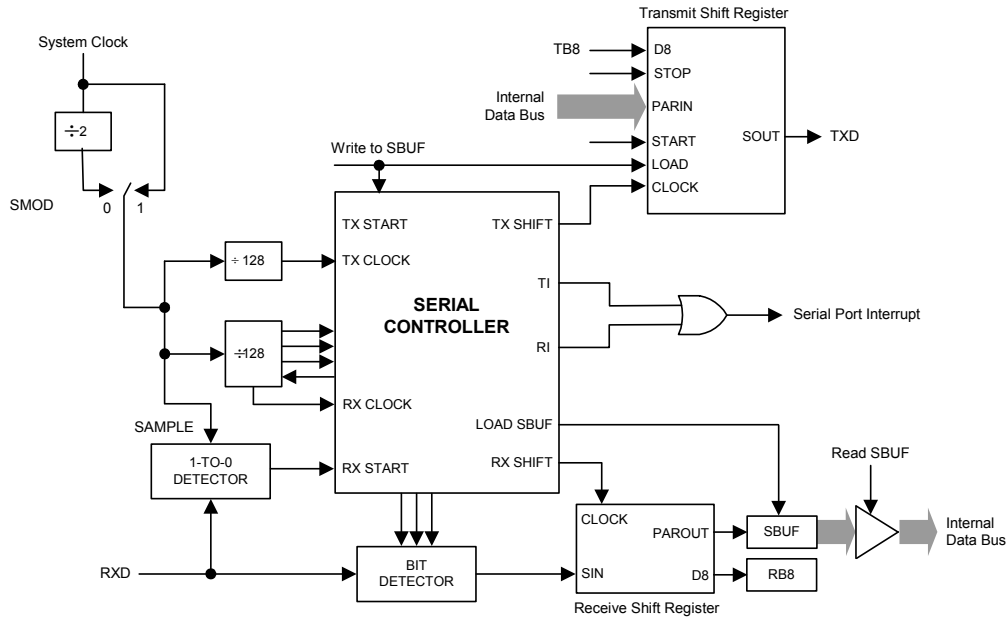 Transmit Shift Register
System Clock
TB8
D8
STOP
÷2
Internal
Data Bus
PARIN
START
SOUT
TXD
Write to SBUF
LOAD
CLOCK
SMOD
0
1
TX START
TX SHIFT
÷ 128
TX CLOCK
TI
SERIAL
CONTROLLER
Serial Port Interrupt
RI
÷128
RX CLOCK
SAMPLE
LOAD SBUF
1-TO-0
DETECTOR
RX START
RX SHIFT
Read SBUF
CLOCK
PAROUT
SBUF
Internal
Data Bus
RXD
BIT
DETECTOR
SIN
D8
RB8
Receive Shift Register